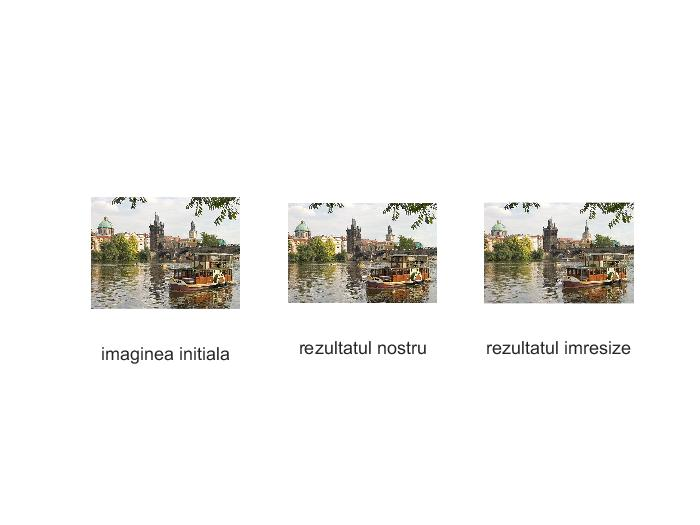 imaginea initiala
rezultatul nostru
rezultatul imresize